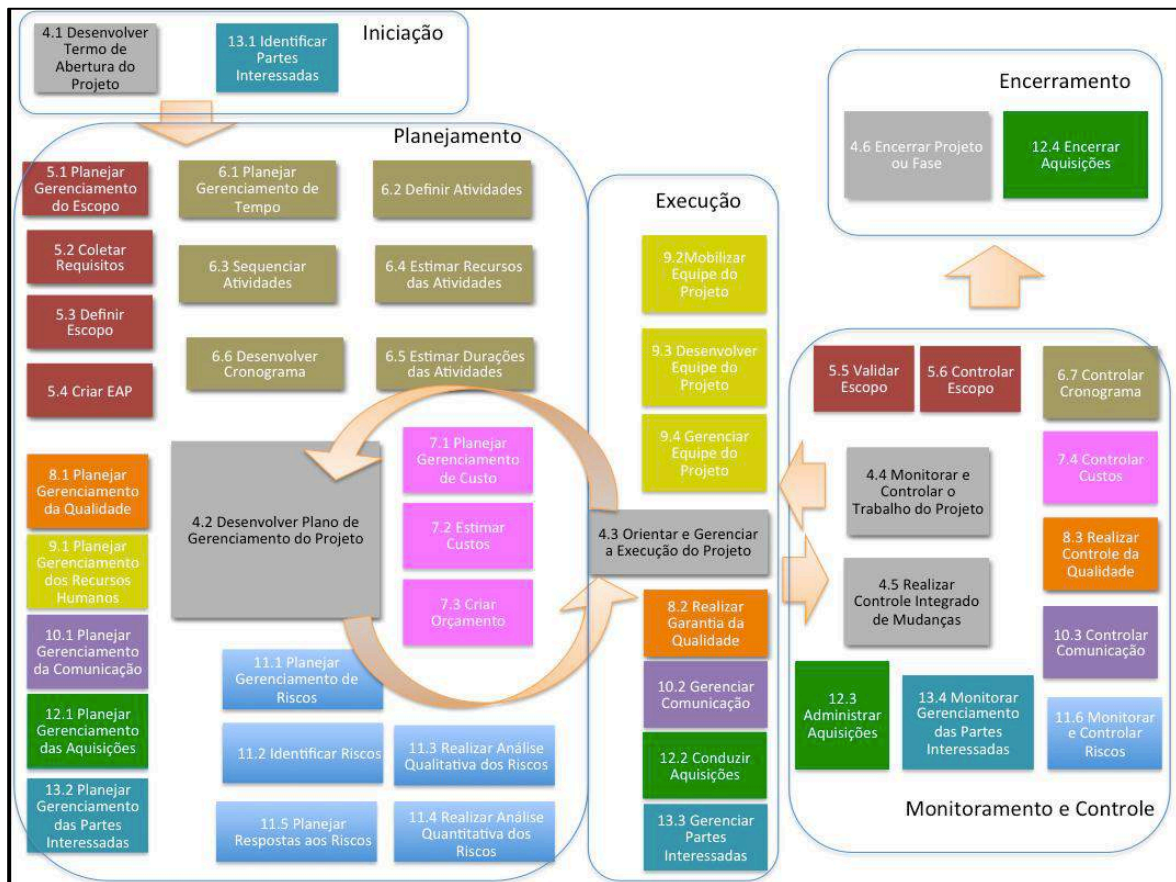 Iniciação
4.1 Desenvolver
Termo de
Abertura do
Projeto
13.1 Identificar
Partes
Interessadas
Planejamento
5.1 Planejar
Gerenciamento
do Escopo
6.1 Planejar
Gerenciamento de
Tempo
6.2 Definir Atividades
5.2 Coletar
Requisitos
6.3 Sequenciar
Atividades
6.4 Estimar Recursos
das Atividades
5.3 Definir
Escopo
6.6 Desenvolver
Cronograma
6.5 Estimar Durações
das Atividades
5.4 Criar EAP
8.1 Planejar
Gerenciamento
da Qualidade
4.2 Desenvolver Plano de
Gerenciamento do Projeto
7.1 Planejar
Gerenciamento
de Custo
7.2 Estimar
Custos
7.3 Criar
Orçamento
9.1 Planejar
Gerenciamento
dos Recursos
Humanos
10.1 Planejar
Gerenciamento
da Comunicação
11.1 Planejar
Gerenciamento de
Riscos
12.1 Planejar
Gerenciamento
das Aquisições
11.2 Identificar Riscos
11.3 Realizar Análise
Qualitativa dos Riscos
13.2 Planejar
Gerenciamento
das Partes
Interessadas
11.5 Planejar
Respostas aos Riscos
11.4 Realizar Análise
Quantitativa dos
Riscos
Execução
9.2Mobilizar
Equipe do
Projeto
9.3 Desenvolver
Equipe do
Projeto
9.4 Gerenciar
Equipe do
Projeto
4.3 Orientar e Gerenciar
a Execução do Projeto
8.2 Realizar
Garantia da
Qualidade
10.2 Gerenciar
Comunicação
12.2 Conduzir
Aquisições
13.3 Gerenciar
Partes
Interessadas
Encerramento
4.6 Encerrar Projeto
ou Fase
12.4 Encerrar
Aquisições
5.5 Validar
Escopo
5.6 Controlar
Escopo
6.7 Controlar
Cronograma
4.4 Monitorar e
Controlar o
Trabalho do Projeto
7.4 Controlar
Custos
4.5 Realizar
Controle Integrado
de Mudanças
8.3 Realizar
Controle da
Qualidade
10.3 Controlar
Comunicação
12.3
Administrar
Aquisições
13.4 Monitorar
Gerenciamento
das Partes
Interessadas
11.6 Monitorar
e Controlar
Riscos
Monitoramento e Controle